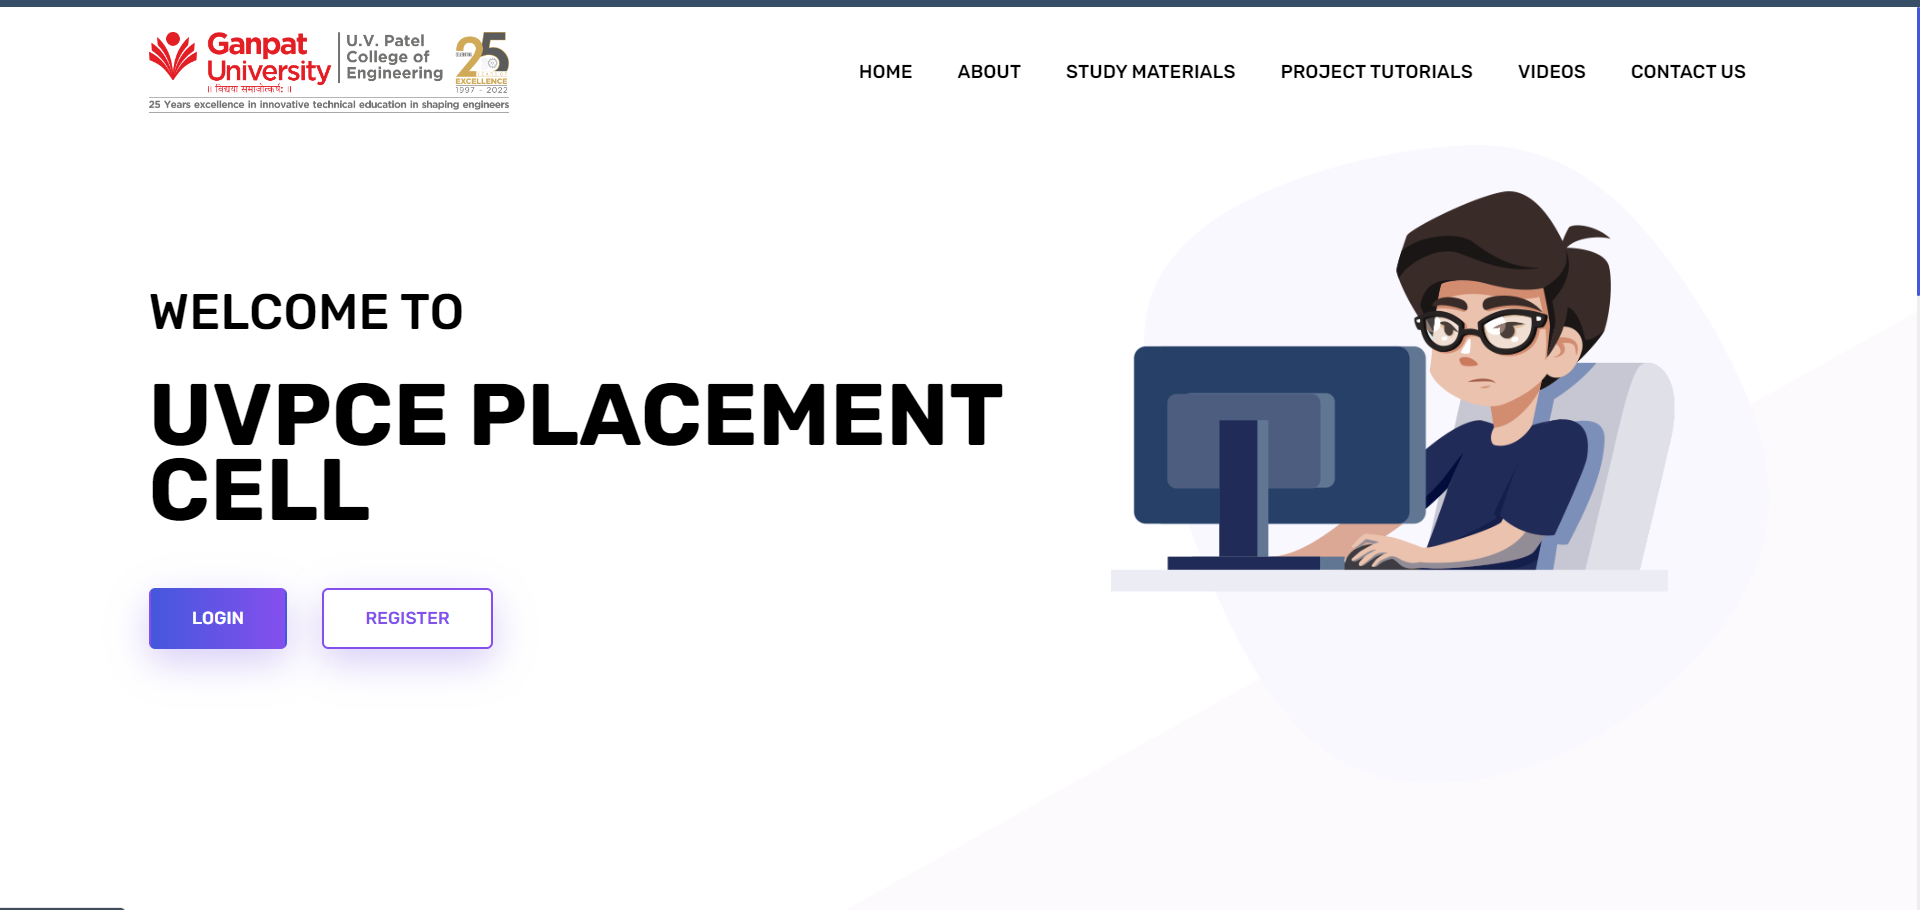 Ganpat
University
॥ विद्यया समाजोत्कर्षः ॥
U.V. Patel
College of
Engineering
25
EXCELLENCE
1997 - 2022
25 Years excellence in innovative technical education in shaping engineers
HOME
ABOUT
STUDY MATERIALS
PROJECT TUTORIALS
VIDEOS
CONTACT US
WELCOME TO
UVPCE PLACEMENT
CELL
LOGIN
REGISTER